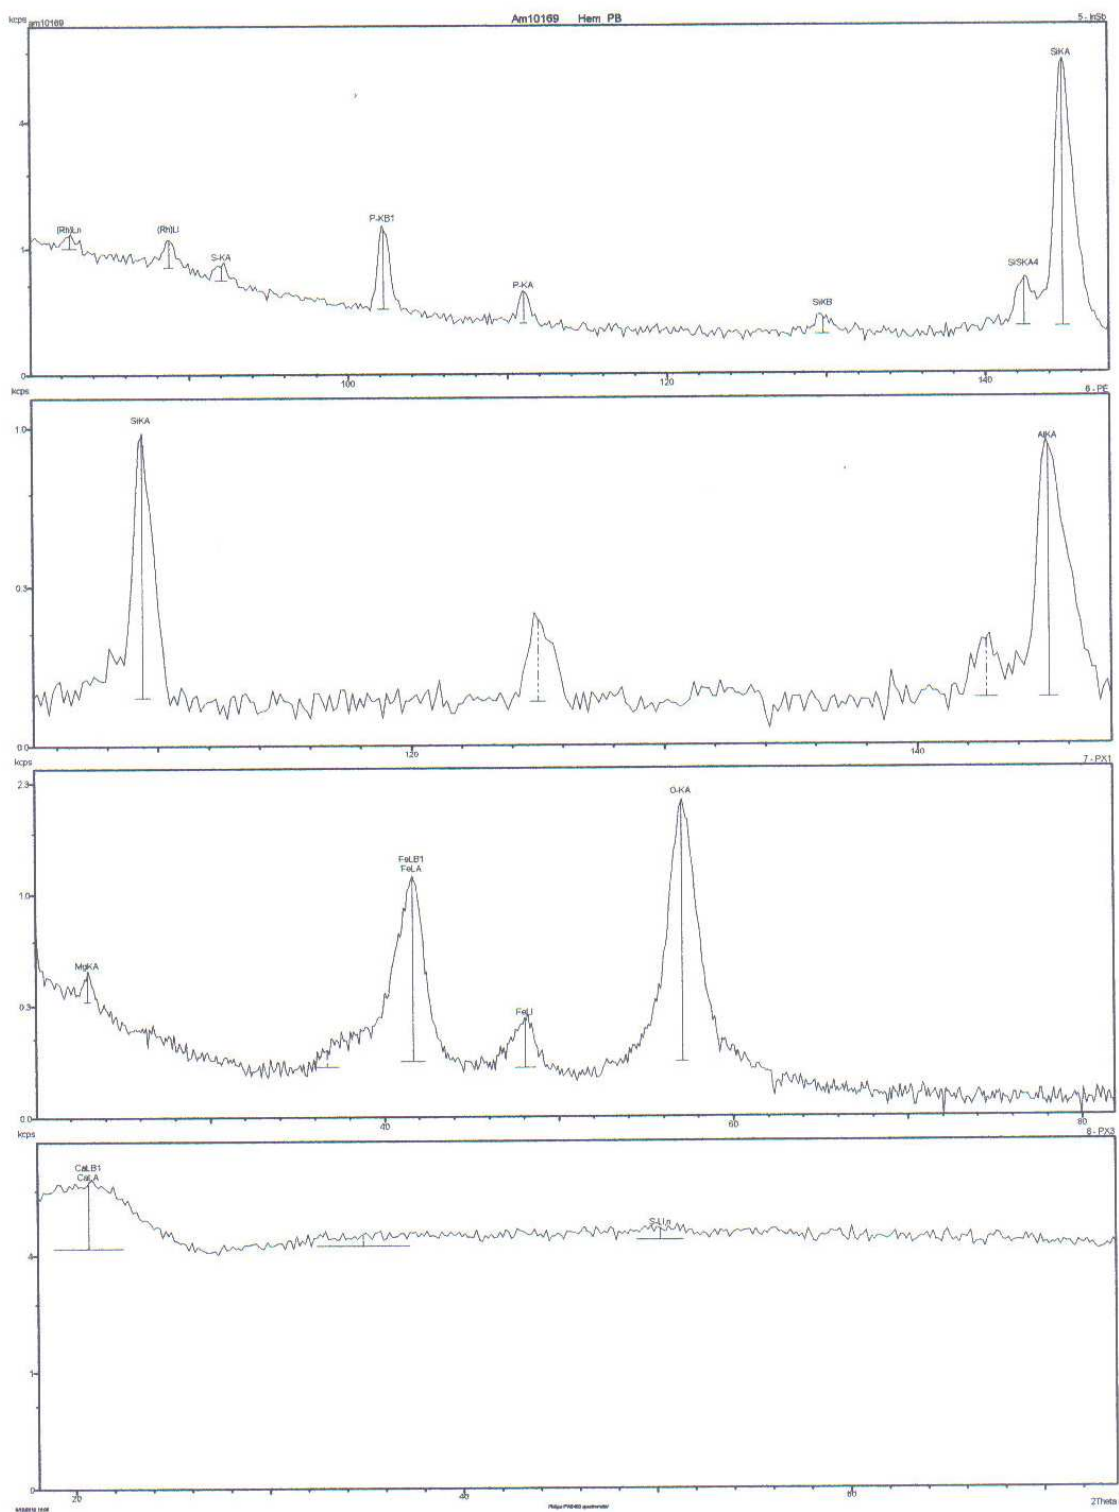 Am10169 Hem PB
kcps am10169
5 - InSb
SiKA
4
(Rh)Ln
(Rh)Ll
S-KA
P-KB1
P-KA
SiKB
SiSKA4
1
0
100
120
140
kcps
6 - PE
1.0
SiKA
AlKA
0.3
0.0
120
140
kcps
7 - PX1
2.3
O-KA
FeLB1
FeLA
1.0
MgKA
FeLl
0.3
0.0
40
60
80
kcps
8 - PX3
CaLB1
CaLA
S-LLn
4
1
0
20
40
60
2Theta